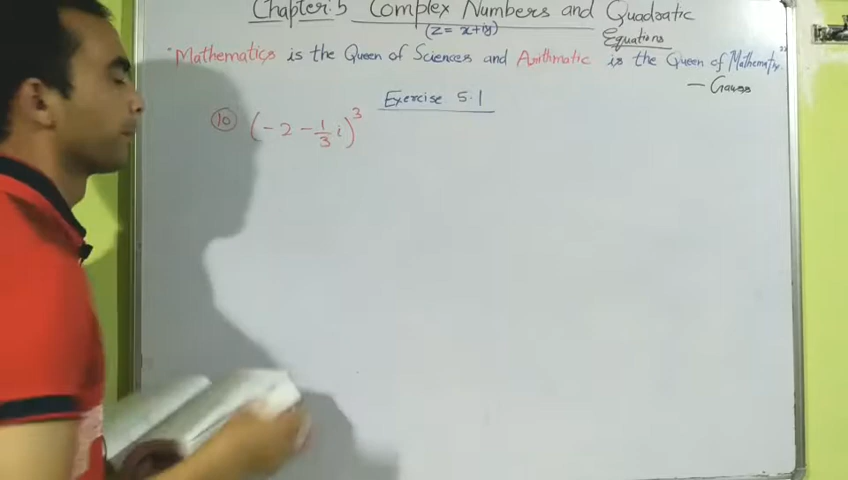 Chapter:5 Complex Numbers and Quadratic
(z = x+iy) Equations
"Mathematics is the Queen of Sciences and Arithmatic is the Queen of Mathematics"
— Gauss
Exercise 5.1
(10) (-2 - 1/3 i)^3